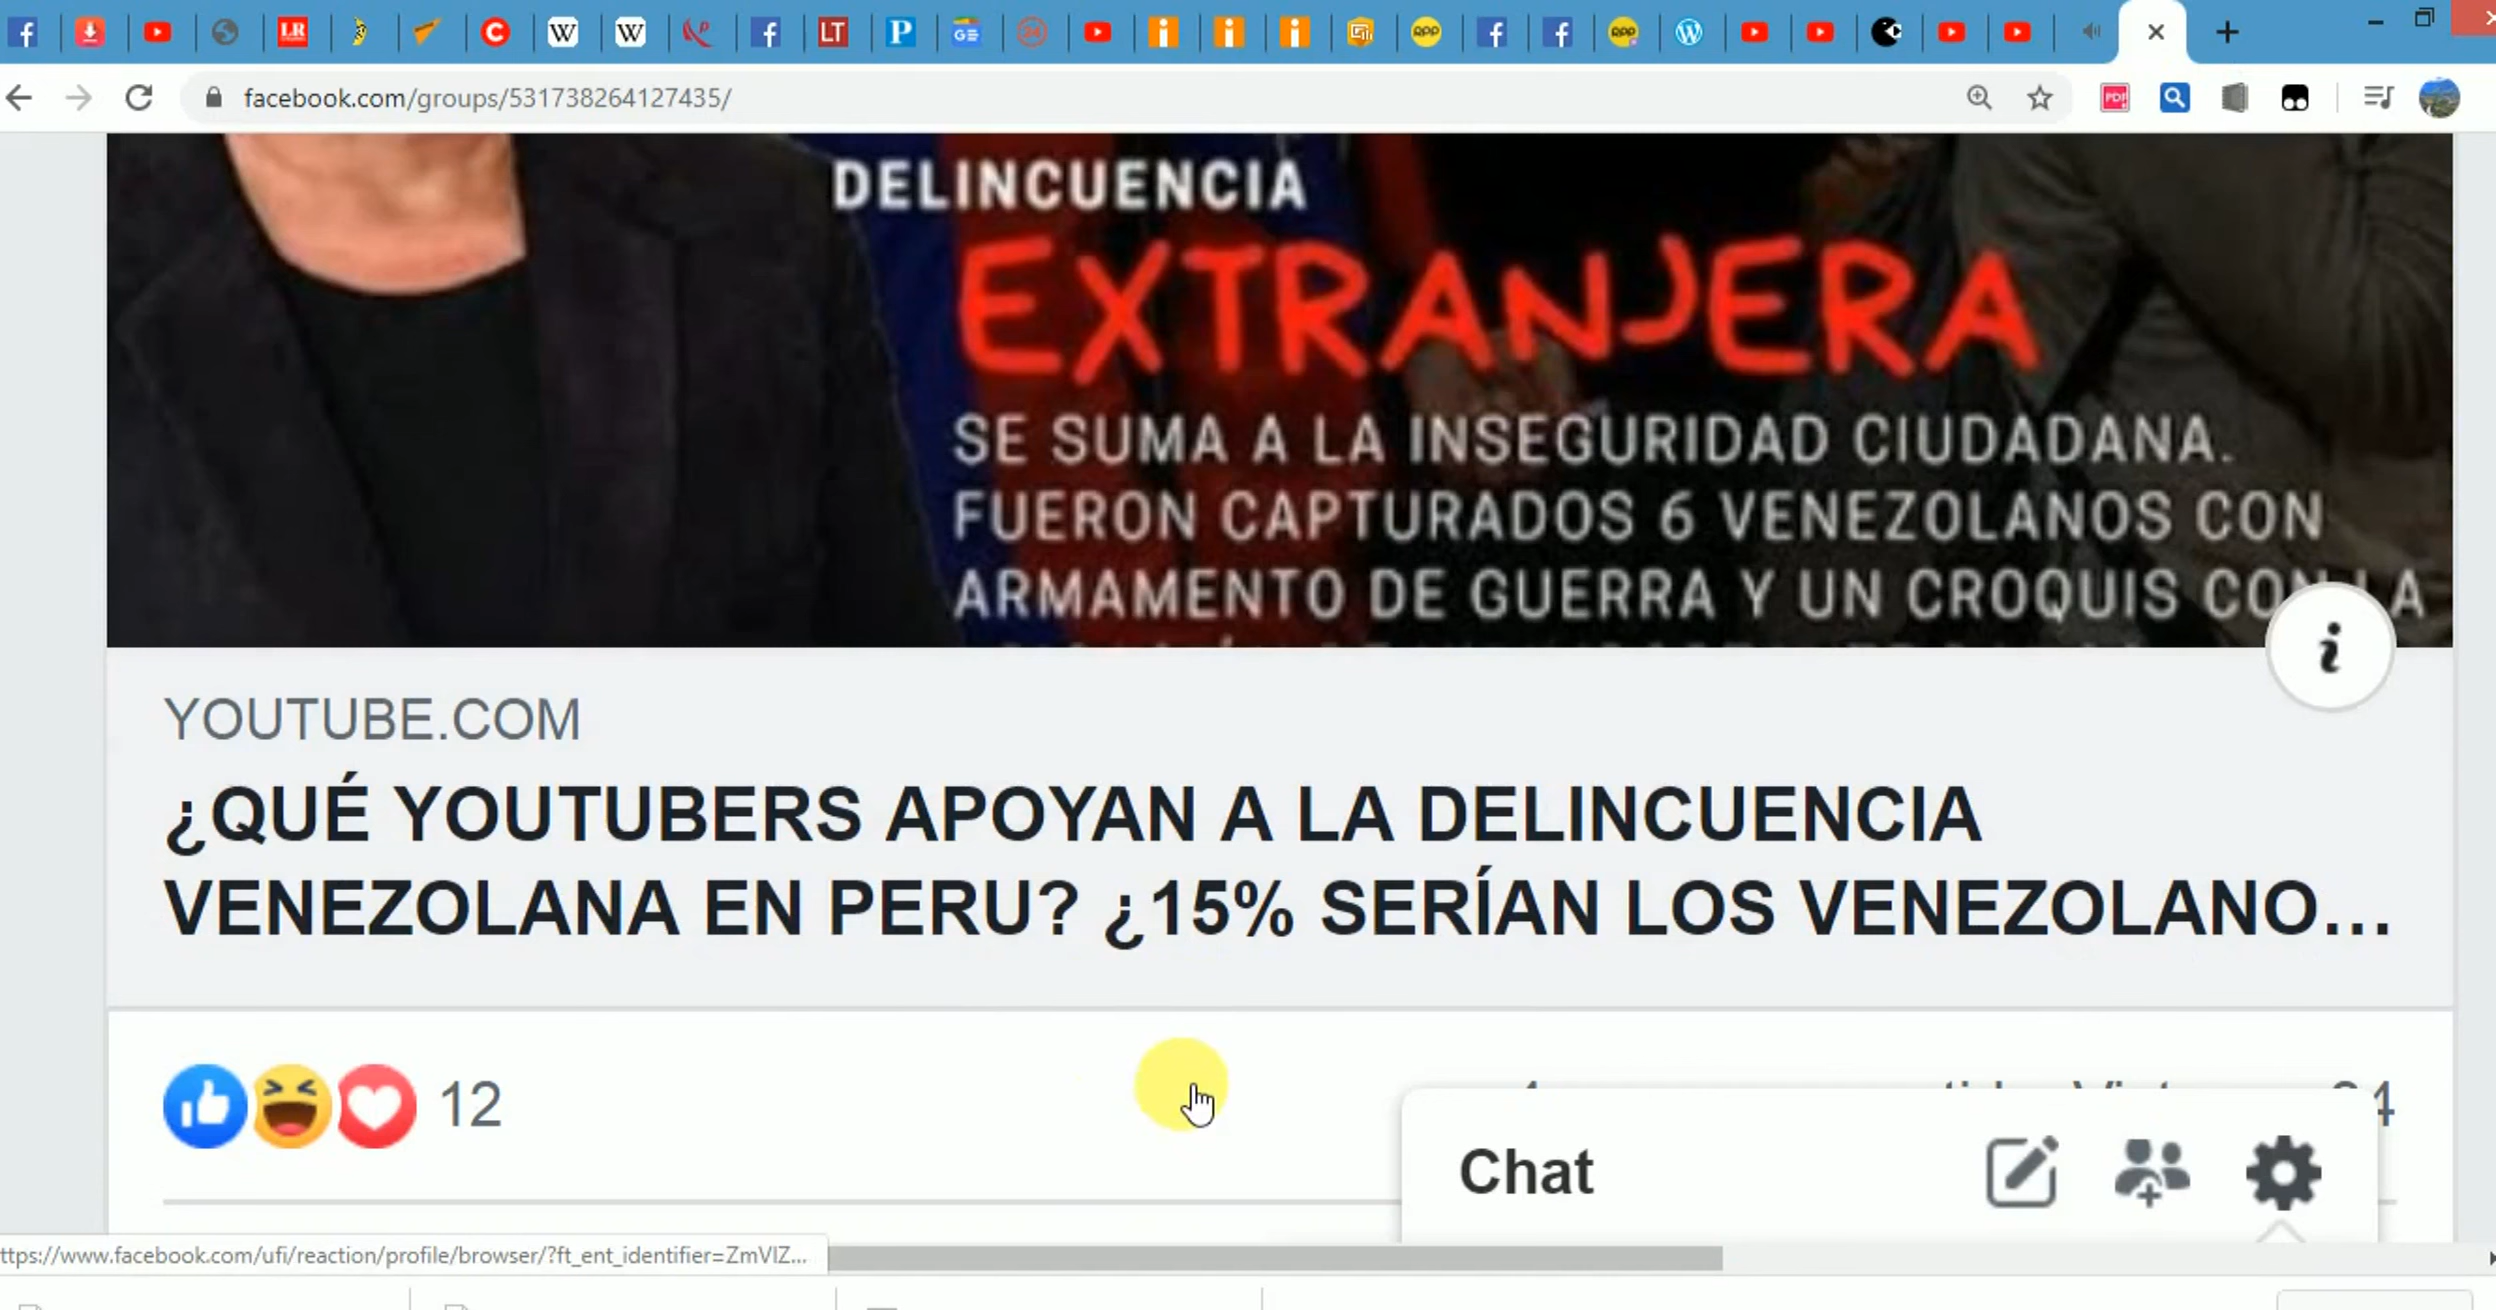 facebook.com/groups/531738264127435/
DELINCUENCIA
EXTRANJERA
SE SUMA A LA INSEGURIDAD CIUDADANA.
FUERON CAPTURADOS 6 VENEZOLANOS CON
ARMAMENTO DE GUERRA Y UN CROQUIS CON LA
YOUTUBE.COM
¿QUÉ YOUTUBERS APOYAN A LA DELINCUENCIA
VENEZOLANA EN PERU? ¿15% SERÍAN LOS VENEZOLANO...
12
Chat
ttps://www.facebook.com/ufi/reaction/profile/browser/?ft_ent_identifier=ZmVlZ...